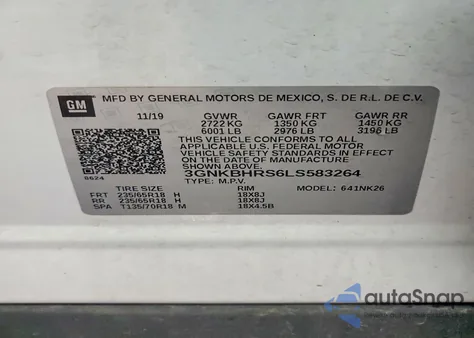 GM
MFD BY GENERAL MOTORS DE MEXICO, S. DE R.L. DE C.V.
11/19 GVWR GAWR FRT GAWR RR
2722 KG 1350 KG 1450 KG
6001 LB 2976 LB 3196 LB
THIS VEHICLE CONFORMS TO ALL
APPLICABLE U.S. FEDERAL MOTOR
VEHICLE SAFETY STANDARDS IN
EFFECT ON THE DATE OF MANUFACTURE
SHOWN ABOVE.
3GNKBHRS6LS583264
8624
TYPE: M.P.V. MODEL: 641NK26
TIRE SIZE RIM
FRT 235/65R18 H 18X8J
RR 235/65R18 H 18X8J
SPA T135/70R18 M 18X4.5B
autoSnap